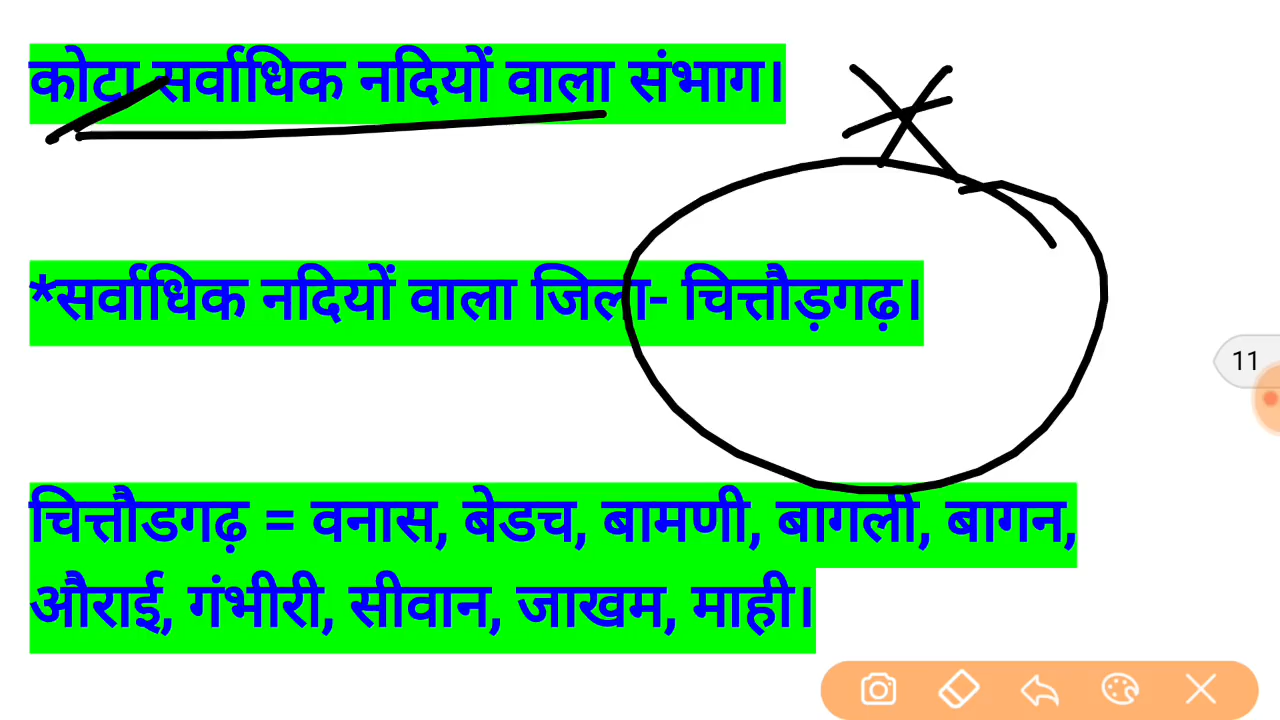 कोटा सर्वाधिक नदियों वाला संभाग।
*सर्वाधिक नदियों वाला जिला- चित्तौड़गढ़।
11
चित्तौडगढ़ = वनास, बेडच, बामणी, बागली, बागन,
औराई, गंभीरी, सीवान, जाखम, माही।